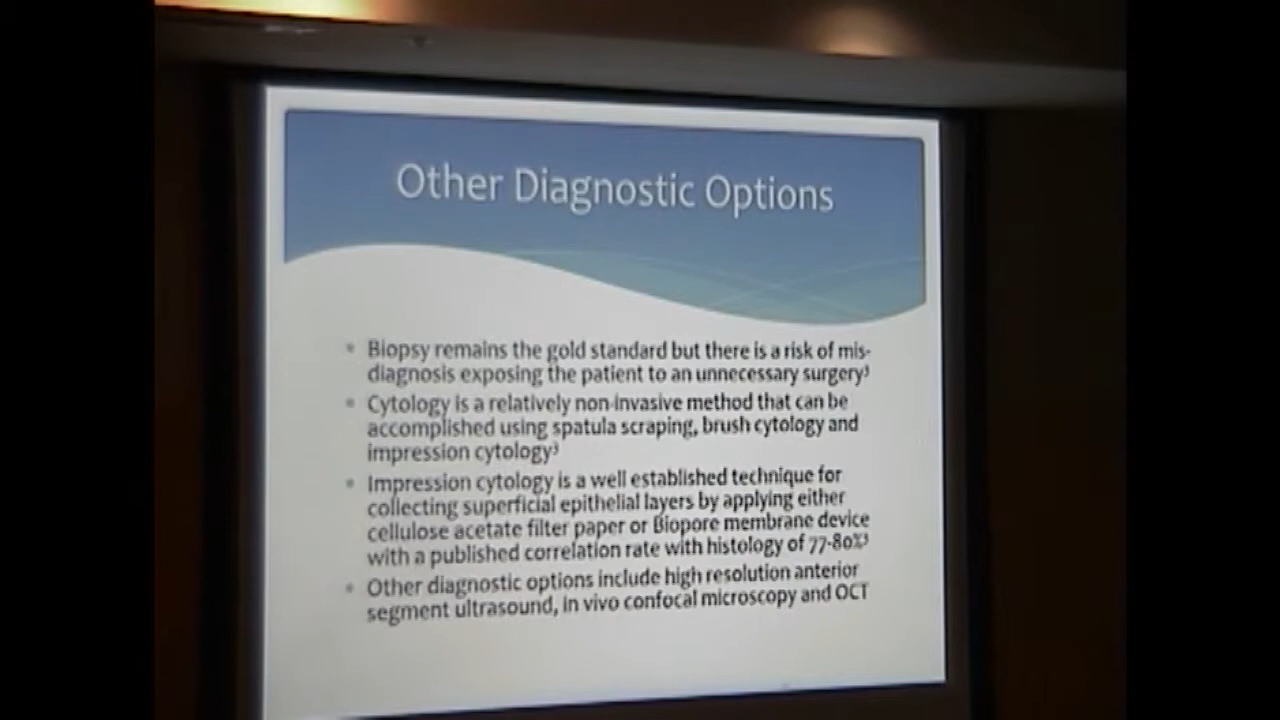 Other Diagnostic Options
• Biopsy remains the gold standard but there is a risk of mis-
diagnosis exposing the patient to an unnecessary surgery³
• Cytology is a relatively non-invasive method that can be
accomplished using spatula scraping, brush cytology and
impression cytology³
• Impression cytology is a well established technique for
collecting superficial epithelial layers by applying either
cellulose acetate filter paper or Biopore membrane device
with a published correlation rate with histology of 77-80%³
• Other diagnostic options include high resolution anterior
segment ultrasound, in vivo confocal microscopy and OCT